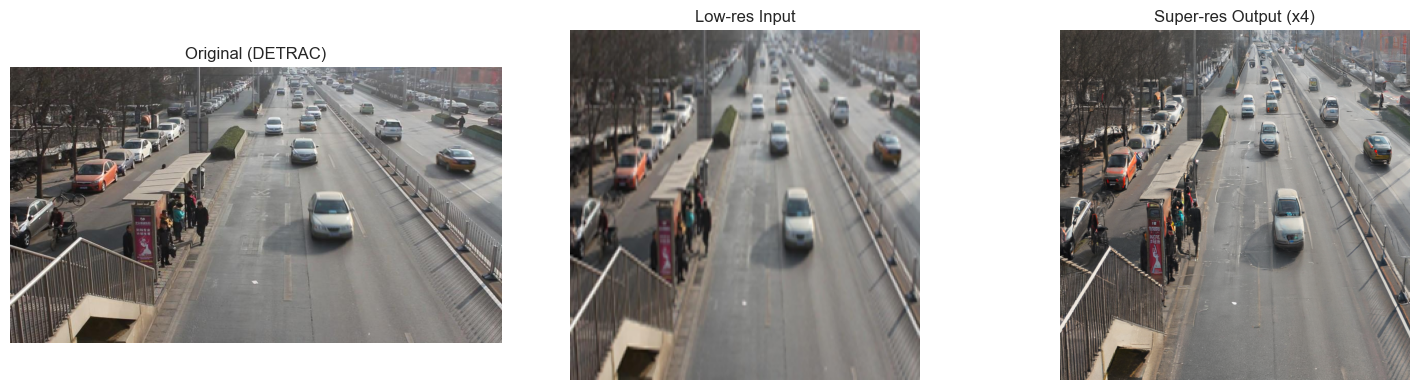 Original (DETRAC)
Low-res Input
Super-res Output (x4)